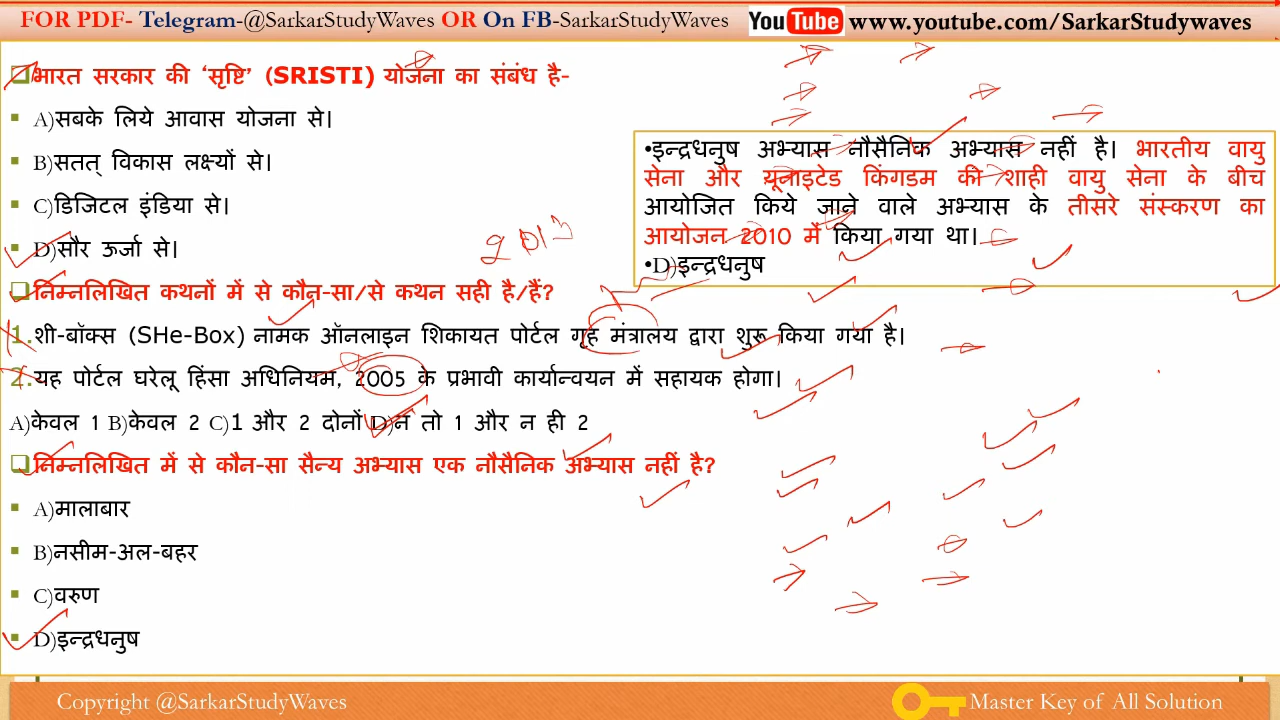 FOR PDF- Telegram-@SarkarStudyWaves OR On FB-SarkarStudyWaves YouTube www.youtube.com/SarkarStudywaves
भारत सरकार की ‘सृष्टि’ (SRISTI) योजना का संबंध है-
A)सबके लिये आवास योजना से।
B)सतत् विकास लक्ष्यों से।
C)डिजिटल इंडिया से।
D)सौर ऊर्जा से।
निम्नलिखित कथनों में से कौन-सा/से कथन सही है/हैं?
1.शी-बॉक्स (SHe-Box) नामक ऑनलाइन शिकायत पोर्टल गृह मंत्रालय द्वारा शुरू किया गया है।
2.यह पोर्टल घरेलू हिंसा अधिनियम, 2005 के प्रभावी कार्यान्वयन में सहायक होगा।
A)केवल 1 B)केवल 2 C)1 और 2 दोनों D)न तो 1 और न ही 2
निम्नलिखित में से कौन-सा सैन्य अभ्यास एक नौसैनिक अभ्यास नहीं है?
A)मालाबार
B)नसीम-अल-बहर
C)वरुण
D)इन्द्रधनुष
•इन्द्रधनुष अभ्यास नौसैनिक अभ्यास नहीं है। भारतीय वायु
सेना और यूनाइटेड किंगडम की शाही वायु सेना के बीच
आयोजित किये जाने वाले अभ्यास के तीसरे संस्करण का
आयोजन 2010 में किया गया था।
•D)इन्द्रधनुष
2013
Copyright @SarkarStudyWaves
Master Key of All Solution